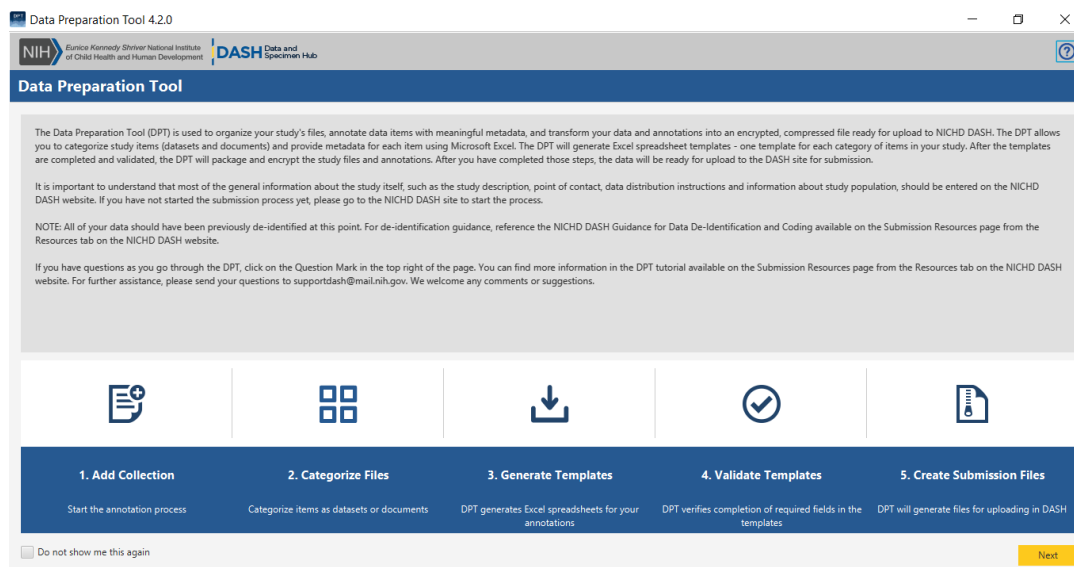 Data Preparation Tool 4.2.0
NIH
Eunice Kennedy Shriver National Institute
of Child Health and Human Development
DASH Data and
Specimen Hub
Data Preparation Tool
The Data Preparation Tool (DPT) is used to organize your study's files, annotate data items with meaningful metadata, and transform your data and annotations into an encrypted, compressed file ready for upload to NICHD DASH. The DPT allows
you to categorize study items (datasets and documents) and provide metadata for each item using Microsoft Excel. The DPT will generate Excel spreadsheet templates - one template for each category of items in your study. After the templates
are completed and validated, the DPT will package and encrypt the study files and annotations. After you have completed those steps, the data will be ready for upload to the DASH site for submission.
It is important to understand that most of the general information about the study itself, such as the study description, point of contact, data distribution instructions and information about study population, should be entered on the NICHD
DASH website. If you have not started the submission process yet, please go to the NICHD DASH site to start the process.
NOTE: All of your data should have been previously de-identified at this point. For de-identification guidance, reference the NICHD DASH Guidance for Data De-Identification and Coding available on the Submission Resources page from the
Resources tab on the NICHD DASH website.
If you have questions as you go through the DPT, click on the Question Mark in the top right of the page. You can find more information in the DPT tutorial available on the Submission Resources page from the Resources tab on the NICHD DASH
website. For further assistance, please send your questions to supportdash@mail.nih.gov. We welcome any comments or suggestions.
1. Add Collection
Start the annotation process
2. Categorize Files
Categorize items as datasets or documents
3. Generate Templates
DPT generates Excel spreadsheets for your
annotations
4. Validate Templates
DPT verifies completion of required fields in the
templates
5. Create Submission Files
DPT will generate files for uploading in DASH
Do not show me this again
Next